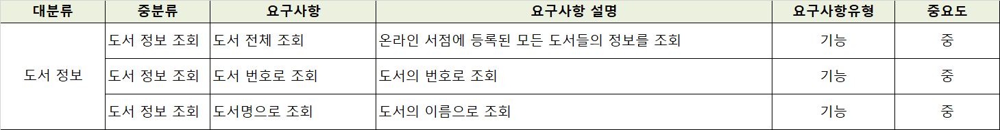 대분류 중분류 요구사항 요구사항 설명 요구사항유형 중요도
도서 정보 조회 도서 전체 조회 온라인 서점에 등록된 모든 도서들의 정보를 조회 기능 중
도서 정보 도서 정보 조회 도서 번호로 조회 도서의 번호로 조회 기능 중
도서 정보 조회 도서명으로 조회 도서의 이름으로 조회 기능 중